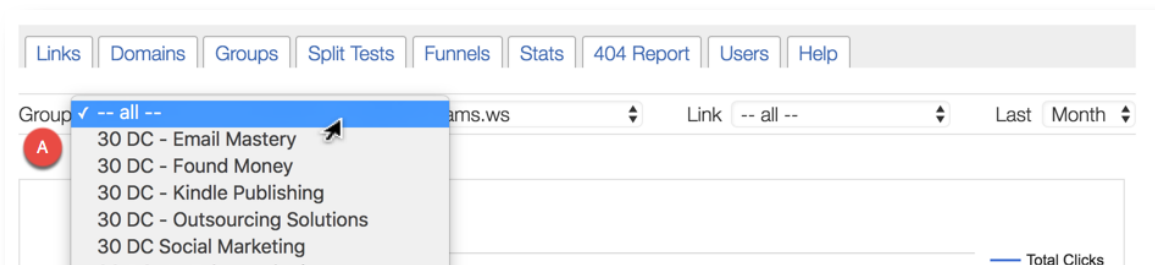 Links Domains Groups Split Tests Funnels Stats 404 Report Users Help
Group ✓ -- all -- ams.ws Link -- all -- Last Month
A
30 DC - Email Mastery
30 DC - Found Money
30 DC - Kindle Publishing
30 DC - Outsourcing Solutions
30 DC Social Marketing
Total Clicks